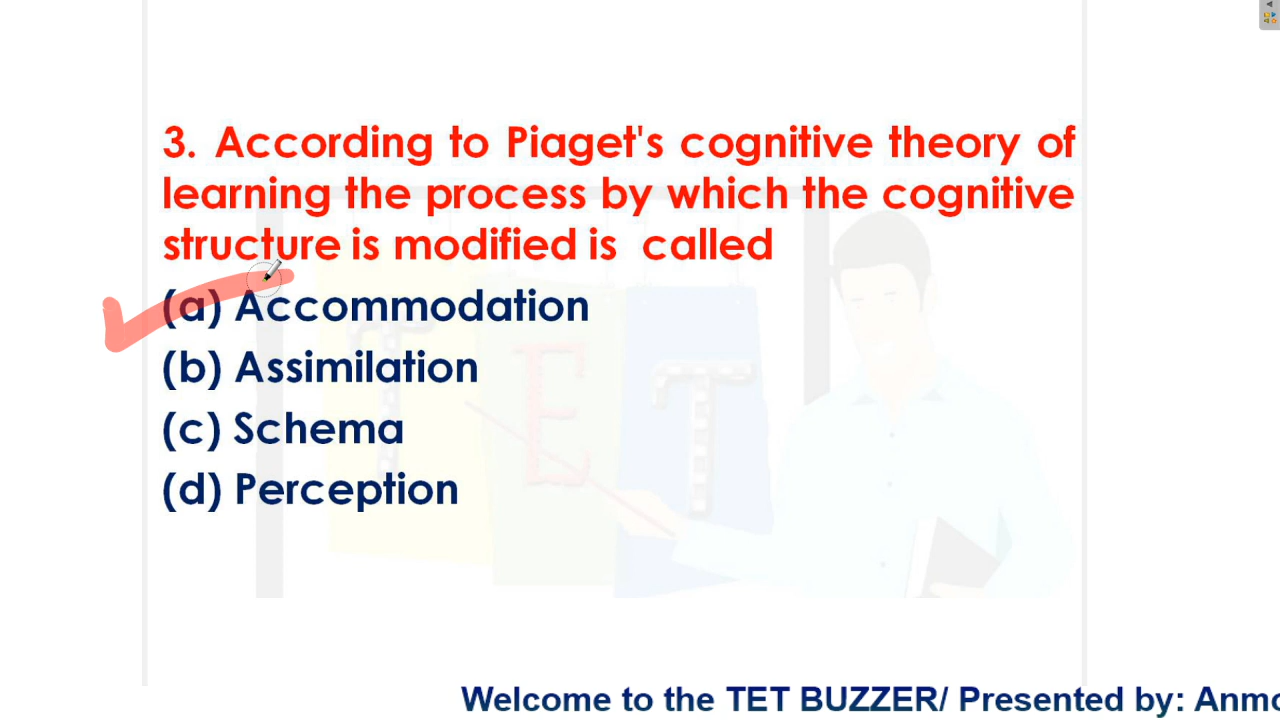 3. According to Piaget's cognitive theory of
learning the process by which the cognitive
structure is modified is called
(a) Accommodation
(b) Assimilation
(c) Schema
(d) Perception
T E T
Welcome to the TET BUZZER/ Presented by: